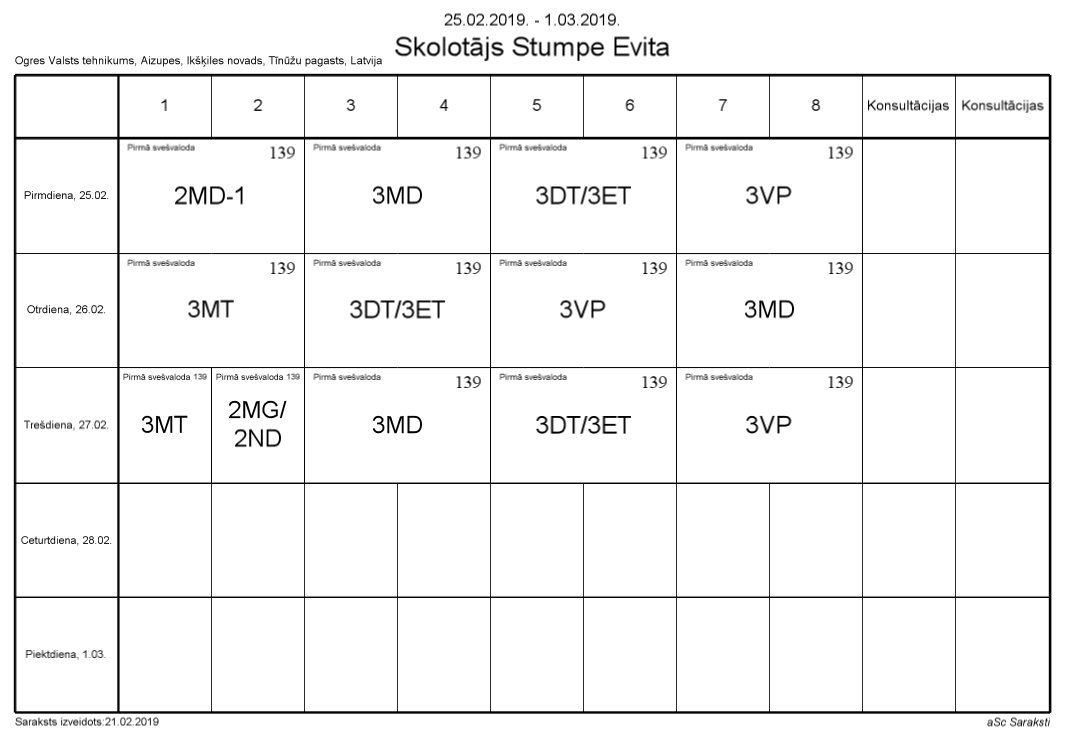 25.02.2019. - 1.03.2019.
Skolotājs Stumpe Evita
Ogres Valsts tehnikums, Aizupes, Ikšķiles novads, Tīnūžu pagasts, Latvija
1 2 3 4 5 6 7 8 Konsultācijas Konsultācijas
Pirmā svešvaloda 139 Pirmā svešvaloda 139 Pirmā svešvaloda 139 Pirmā svešvaloda 139
Pirmdiena, 25.02. 2MD-1 3MD 3DT/3ET 3VP
Pirmā svešvaloda 139 Pirmā svešvaloda 139 Pirmā svešvaloda 139 Pirmā svešvaloda 139
Otrdiena, 26.02. 3MT 3DT/3ET 3VP 3MD
Pirmā svešvaloda 139 Pirmā svešvaloda 139 Pirmā svešvaloda 139 Pirmā svešvaloda 139 Pirmā svešvaloda 139
Trešdiena, 27.02. 3MT 2MG/
2ND 3MD 3DT/3ET 3VP
Ceturtdiena, 28.02.
Piektdiena, 1.03.
Saraksts izveidots:21.02.2019 aSc Saraksti